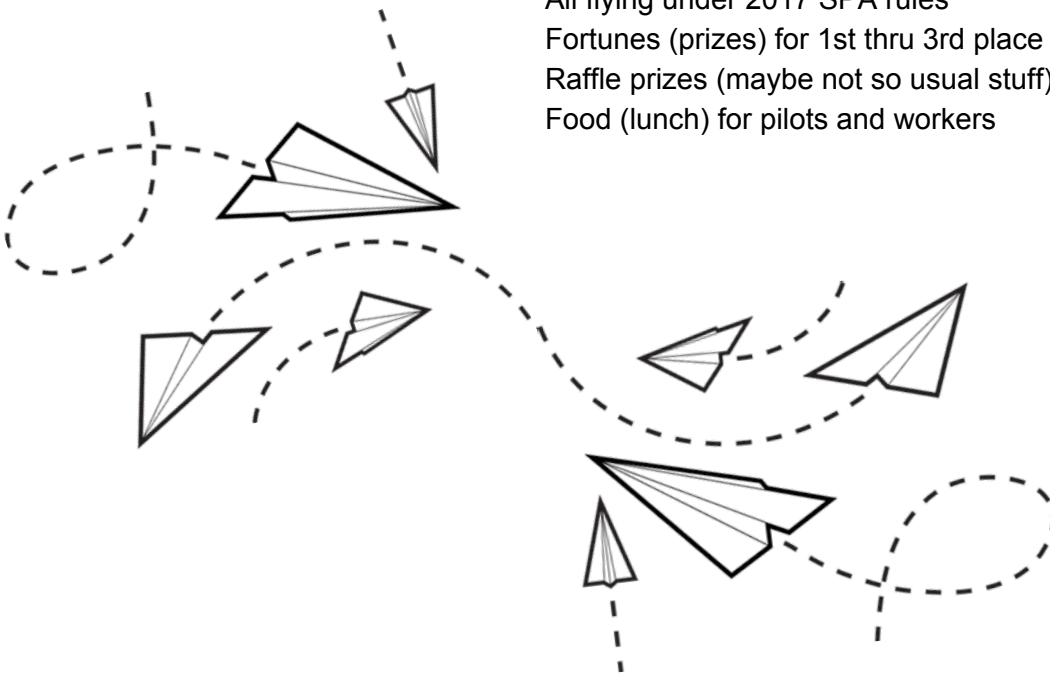 All flying under 2017 SPA rules
Fortunes (prizes) for 1st thru 3rd place
Raffle prizes (maybe not so usual stuff)
Food (lunch) for pilots and workers